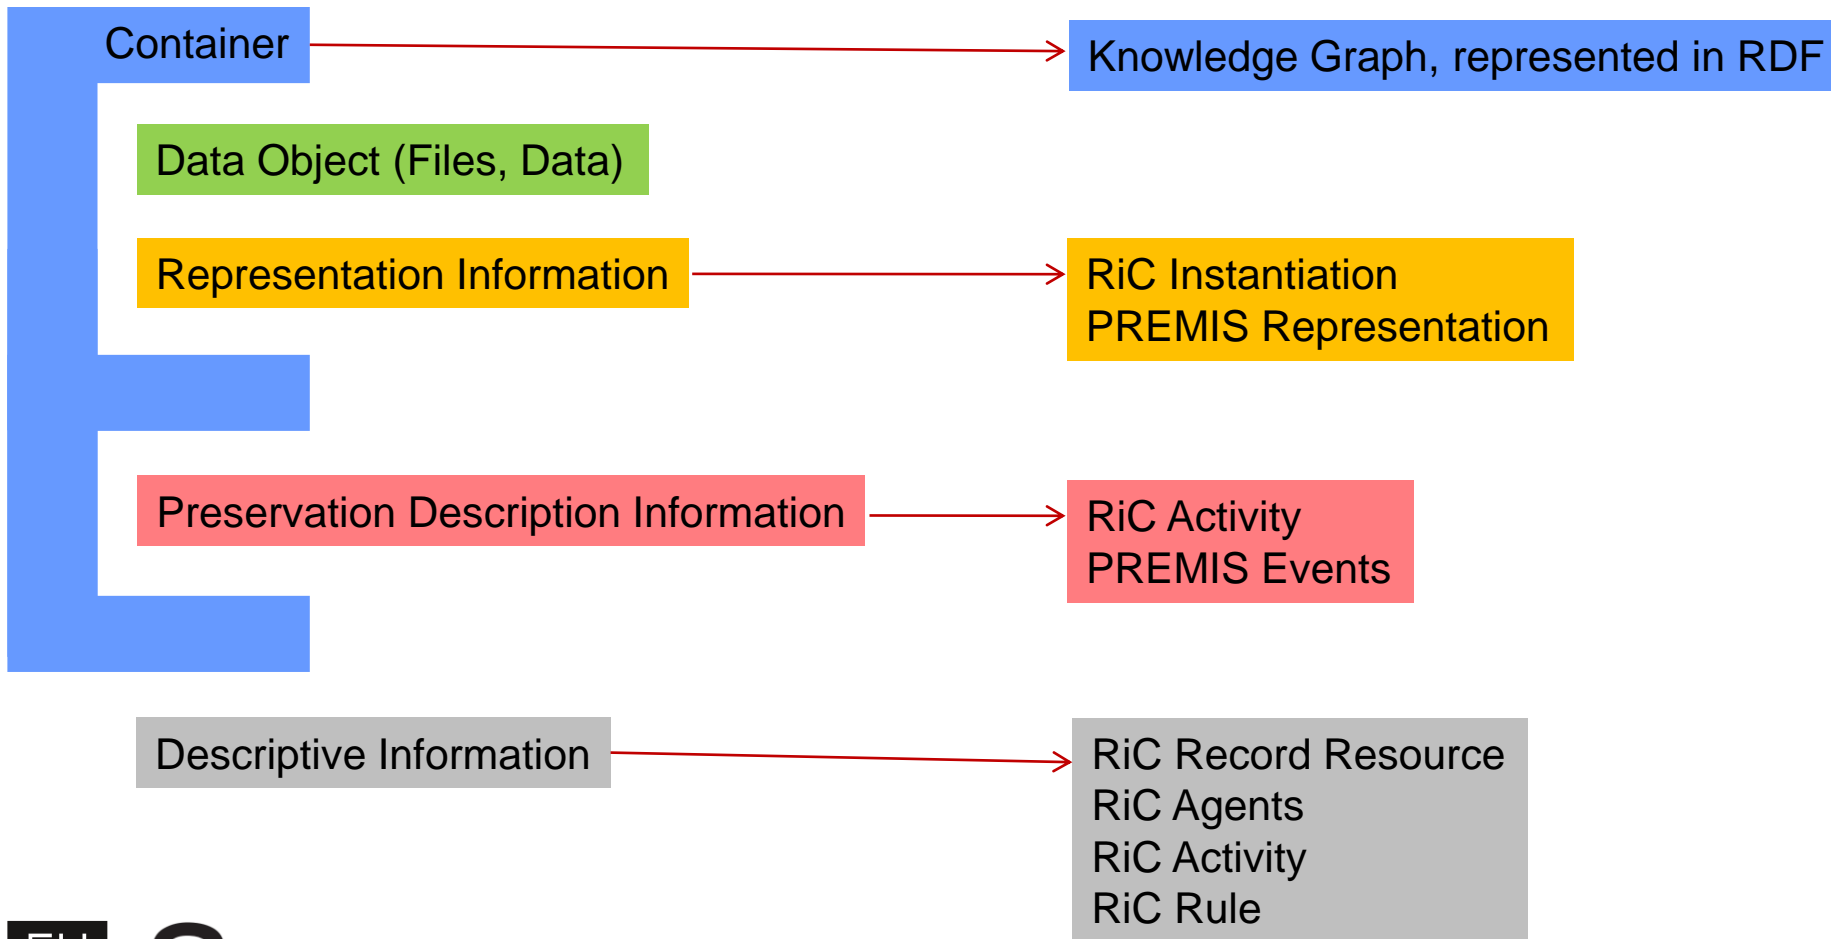 Container
Knowledge Graph, represented in RDF
Data Object (Files, Data)
Representation Information
RiC Instantiation
PREMIS Representation
Preservation Description Information
RiC Activity
PREMIS Events
Descriptive Information
RiC Record Resource
RiC Agents
RiC Activity
RiC Rule